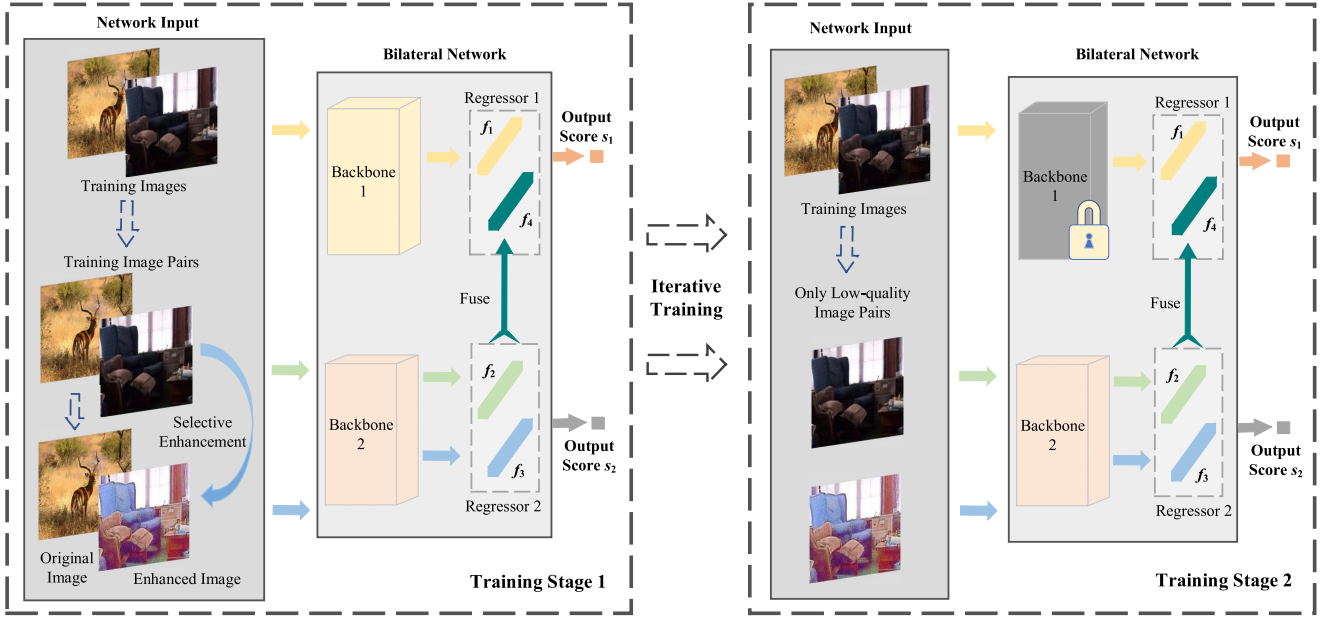 Network Input
Bilateral Network
Training Images
Training Image Pairs
Selective
Enhancement
Original
Image
Enhanced Image
Backbone
1
Regressor 1
f1
f4
Fuse
Output
Score s1
Backbone
2
f2
f3
Regressor 2
Output
Score s2
Training Stage 1
Iterative
Training
Network Input
Bilateral Network
Training Images
Only Low-quality
Image Pairs
Backbone
1
Regressor 1
f1
f4
Fuse
Output
Score s1
Backbone
2
f2
f3
Regressor 2
Output
Score s2
Training Stage 2